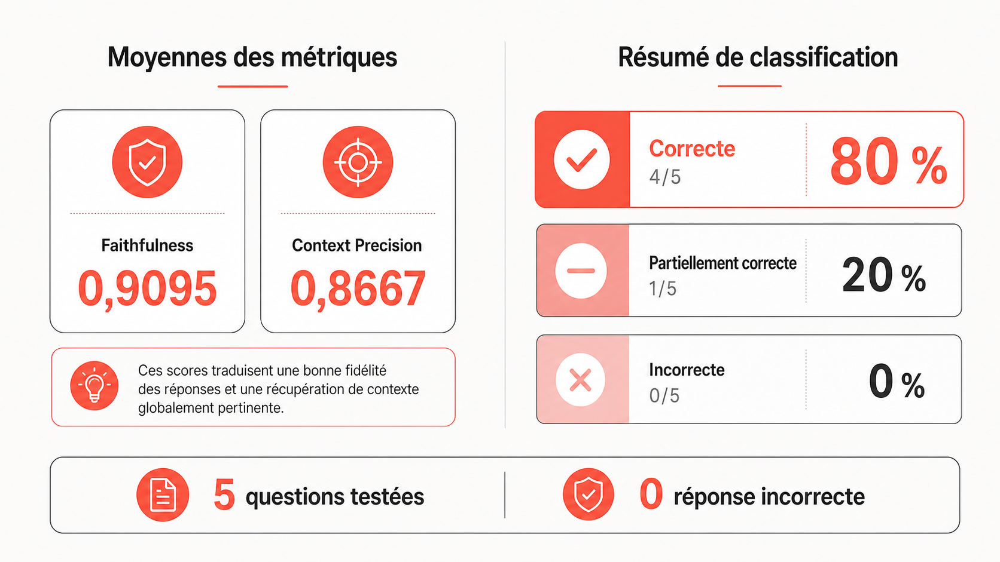 Moyennes des métriques
Faithfulness
0,9095
Context Precision
0,8667
Ces scores traduisent une bonne fidélité
des réponses et une récupération de contexte
globalement pertinente.
Résumé de classification
Correcte
4/5
80 %
Partiellement correcte
1/5
20 %
Incorrecte
0/5
0 %
5 questions testées
0 réponse incorrecte